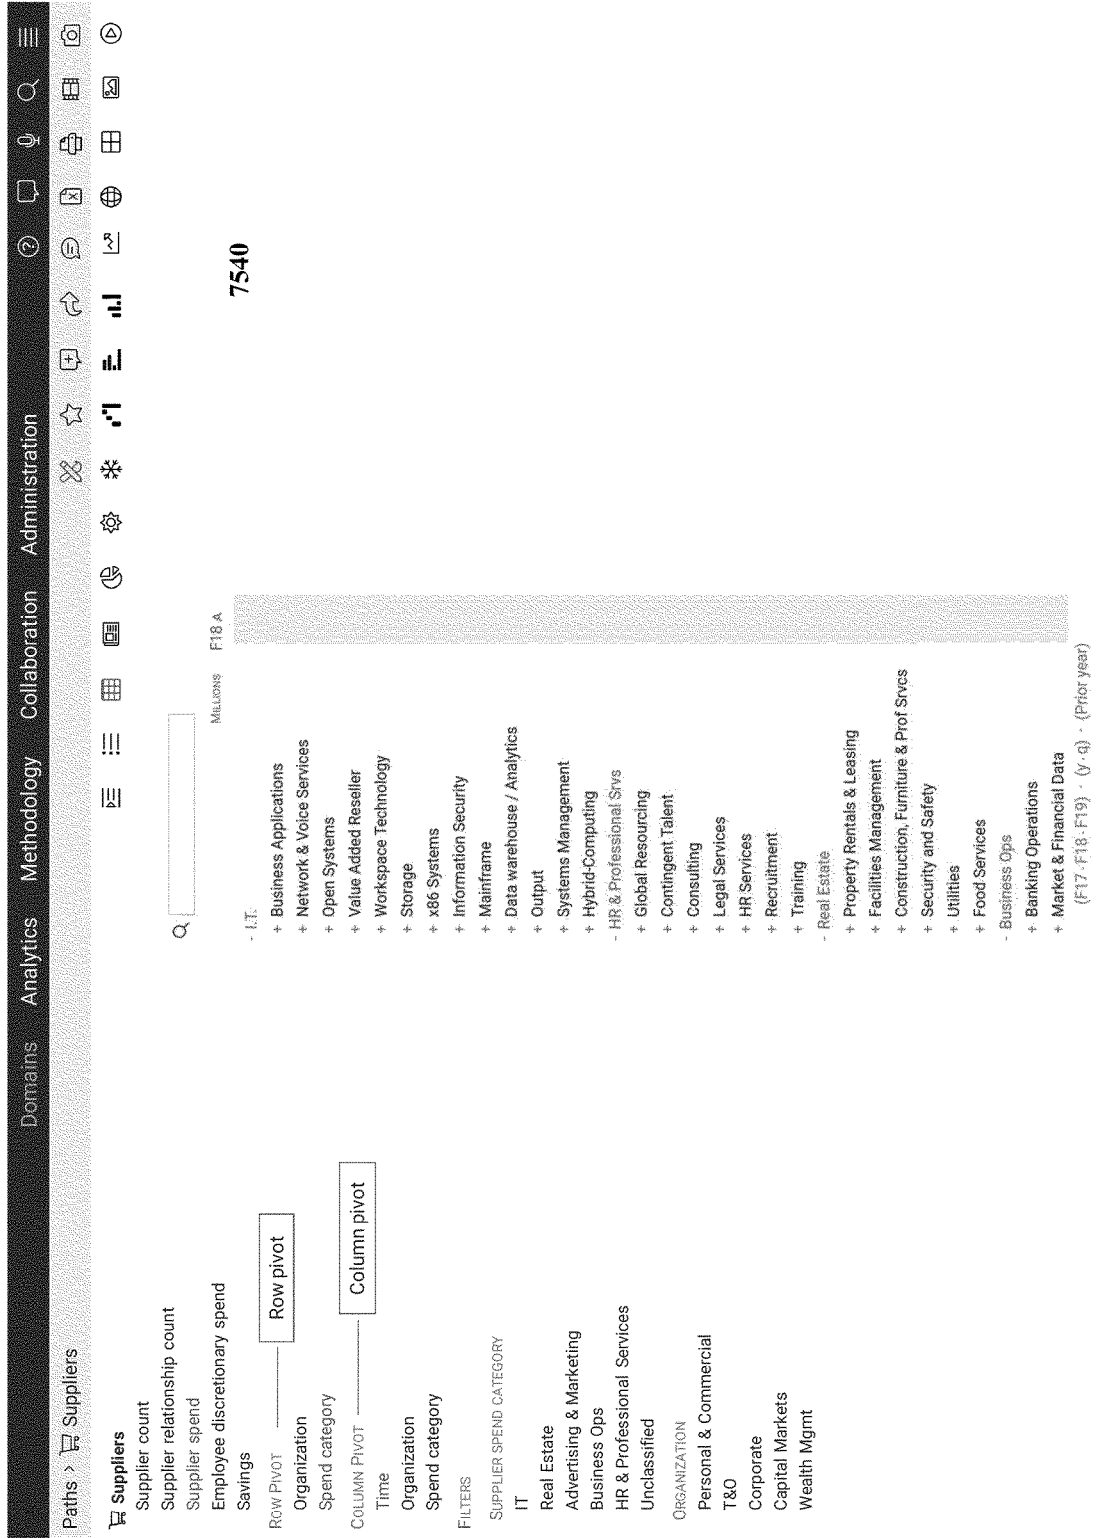 Domains Analytics Methodology Collaboration Administration
Paths > Suppliers
Suppliers
Supplier count
Supplier relationship count
Supplier spend
Employee discretionary spend
Savings
ROW PIVOT
Row pivot
Organization
Spend category
COLUMN PIVOT
Column pivot
Time
Organization
Spend category
FILTERS
SUPPLIER SPEND CATEGORY
IT
Real Estate
Advertising & Marketing
Business Ops
HR & Professional Services
Unclassified
ORGANIZATION
Personal & Commercial
T&O
Corporate
Capital Markets
Wealth Mgmt
MILLIONS F18 A
- I.T.
+ Business Applications
+ Network & Voice Services
+ Open Systems
+ Value Added Reseller
+ Workspace Technology
+ Storage
+ x86 Systems
+ Information Security
+ Mainframe
+ Data warehouse / Analytics
+ Output
+ Systems Management
+ Hybrid-Computing
- HR & Professional Srvs
+ Global Resourcing
+ Contingent Talent
+ Consulting
+ Legal Services
+ HR Services
+ Recruitment
+ Training
- Real Estate
+ Property Rentals & Leasing
+ Facilities Management
+ Construction, Furniture & Prof Srvcs
+ Security and Safety
+ Utilities
+ Food Services
- Business Ops
+ Banking Operations
+ Market & Financial Data
(F17 · F18 · F19) · (y · q) · (Prior year)
7540